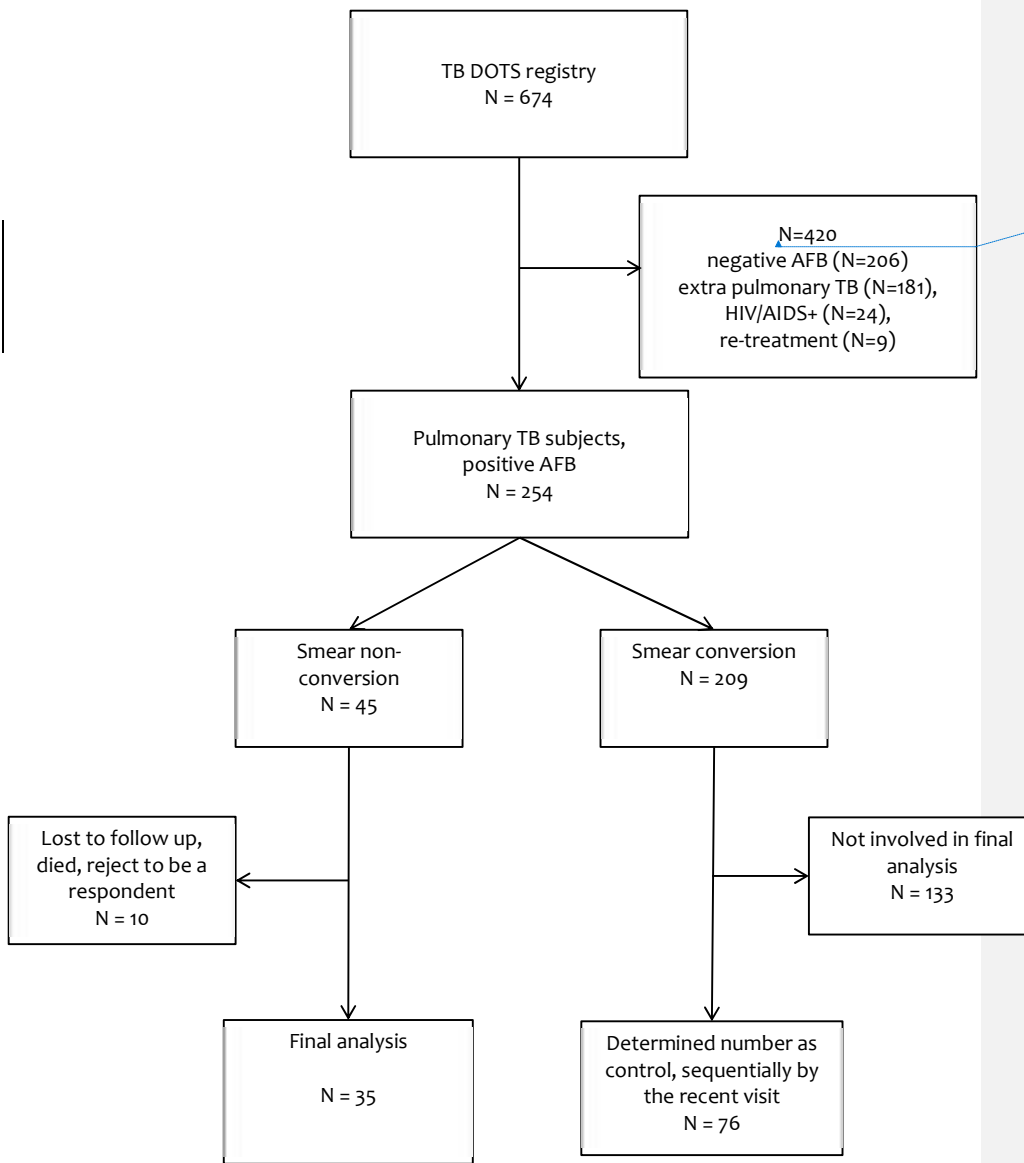 TB DOTS registry
N = 674
N=420
negative AFB (N=206)
extra pulmonary TB (N=181),
HIV/AIDS+ (N=24),
re-treatment (N=9)
Pulmonary TB subjects,
positive AFB
N = 254
Smear non-
conversion
N = 45
Smear conversion
N = 209
Lost to follow up,
died, reject to be a
respondent
N = 10
Not involved in final
analysis
N = 133
Final analysis
N = 35
Determined number as
control, sequentially by
the recent visit
N = 76